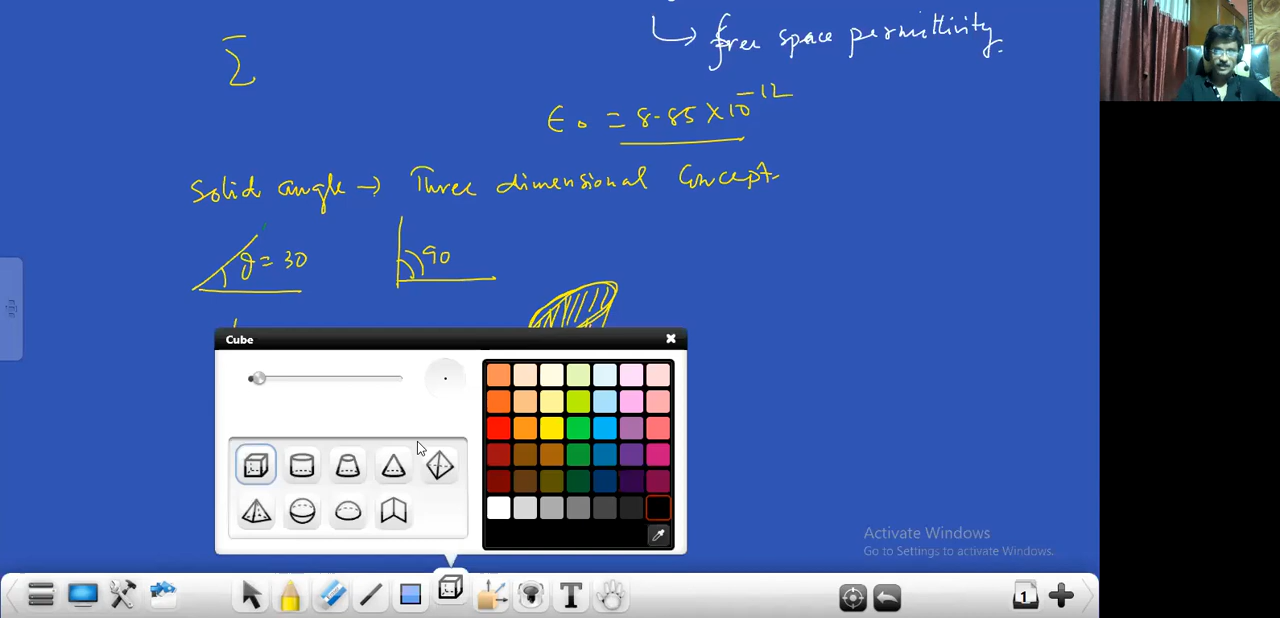 free space permittivity
Σ
ϵ₀ = 8.85 × 10⁻¹²
Solid angle → Three dimensional Concept.
θ = 30
90
Cube
Activate Windows
Go to Settings to activate Windows.
T
1